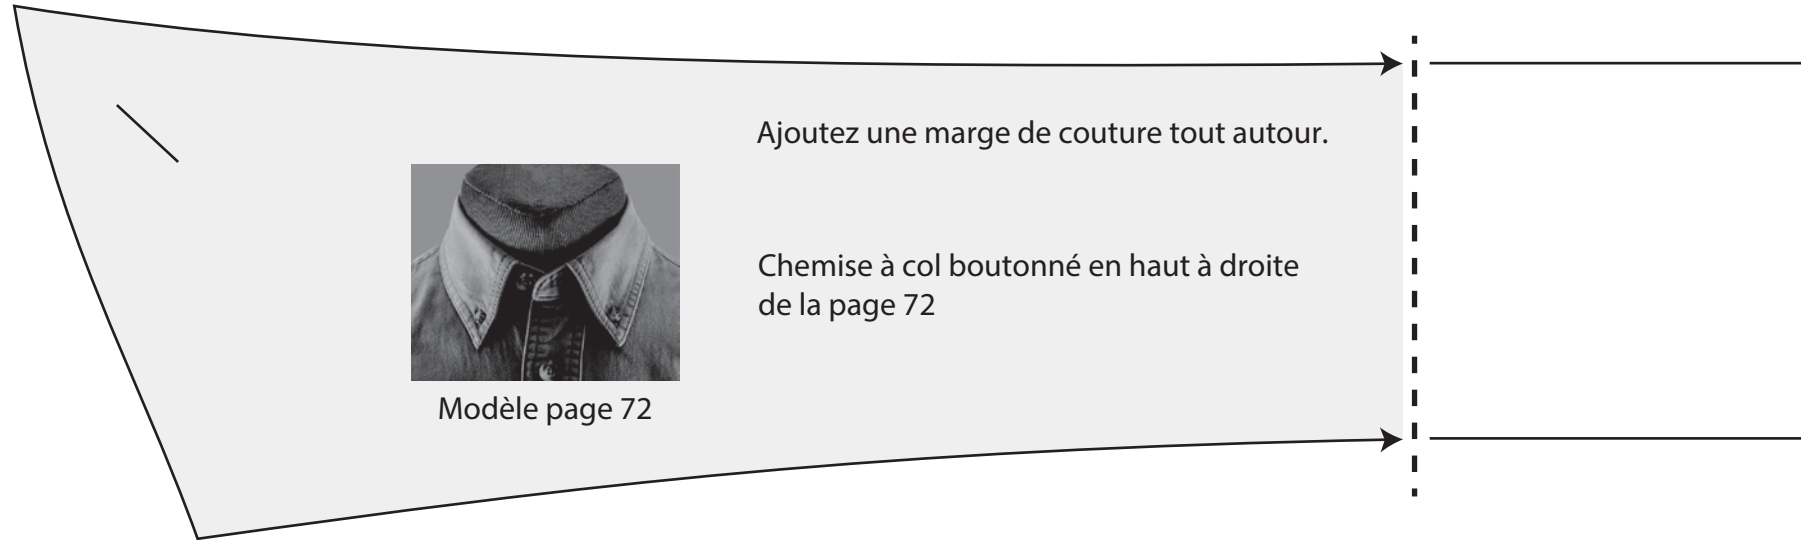 Ajoutez une marge de couture tout autour.
Chemise à col boutonné en haut à droite
de la page 72
Modèle page 72